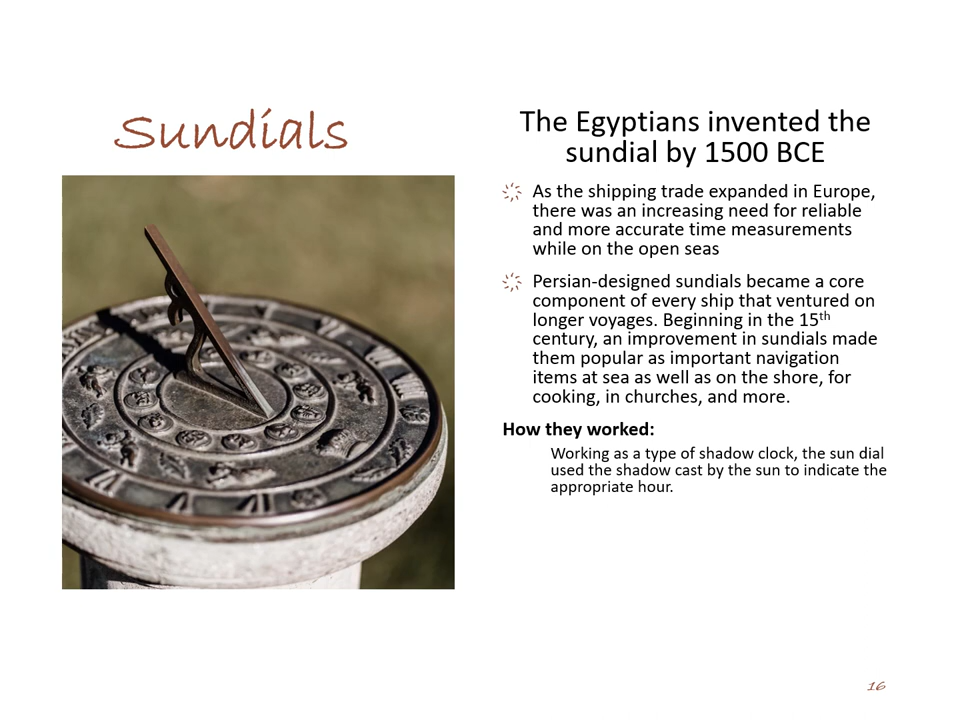 Sundials
The Egyptians invented the
sundial by 1500 BCE
As the shipping trade expanded in Europe,
there was an increasing need for reliable
and more accurate time measurements
while on the open seas
Persian-designed sundials became a core
component of every ship that ventured on
longer voyages. Beginning in the 15th
century, an improvement in sundials made
them popular as important navigation
items at sea as well as on the shore, for
cooking, in churches, and more.
How they worked:
Working as a type of shadow clock, the sun dial
used the shadow cast by the sun to indicate the
appropriate hour.
16